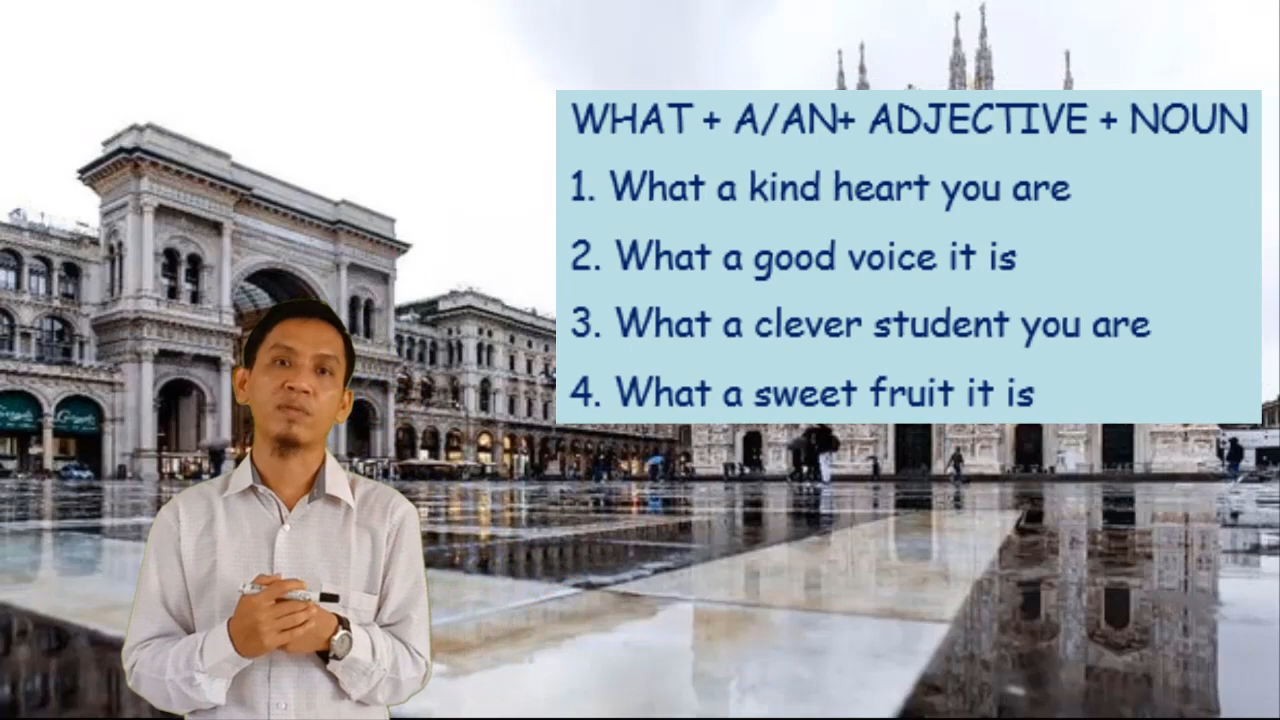 WHAT + A/AN+ ADJECTIVE + NOUN
1. What a kind heart you are
2. What a good voice it is
3. What a clever student you are
4. What a sweet fruit it is